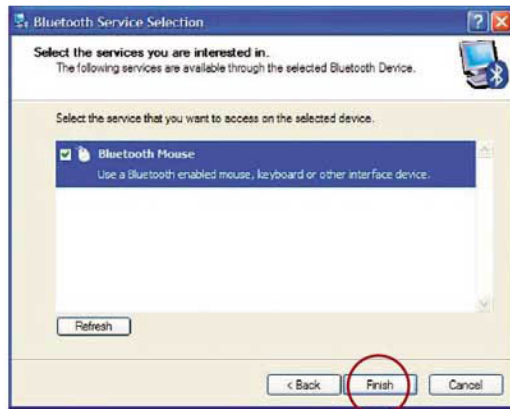 Bluetooth Service Selection
Select the services you are interested in.
The following services are available through the selected Bluetooth Device.
Select the service that you want to access on the selected device.
Bluetooth Mouse
Use a Bluetooth enabled mouse, keyboard or other interface device.
Refresh
< Back Finish Cancel